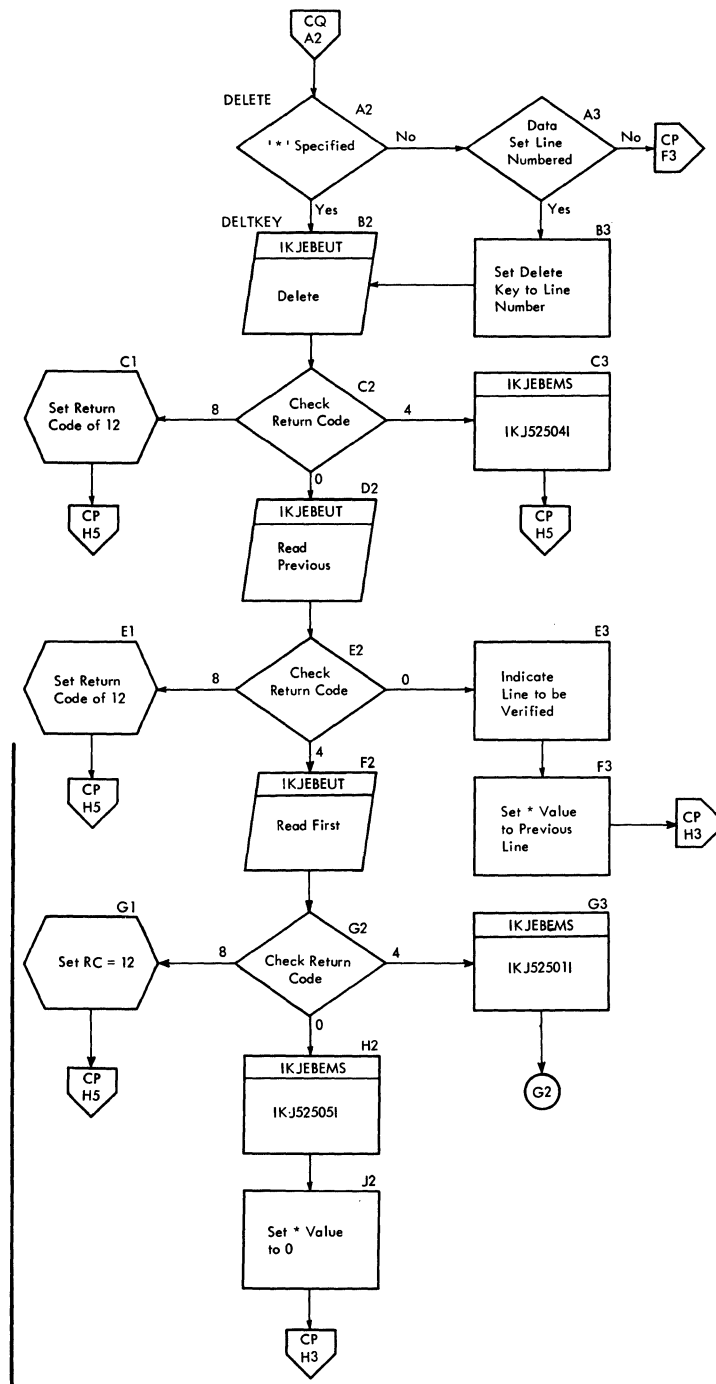 CQ
A2
DELETE
A2
'*' Specified
No
A3
Data
Set Line
Numbered
No
CP
F3
Yes
Yes
DELTKEY
B2
IKJEBEUT
Delete
B3
Set Delete
Key to Line
Number
C1
Set Return
Code of 12
8
C2
Check
Return Code
4
C3
IKJEBEMS
IKJ52504I
CP
H5
0
CP
H5
D2
IKJEBEUT
Read
Previous
E1
Set Return
Code of 12
8
E2
Check
Return Code
0
E3
Indicate
Line to be
Verified
CP
H5
4
F2
IKJEBEUT
Read First
F3
Set * Value
to Previous
Line
CP
H3
G1
Set RC = 12
8
G2
Check Return
Code
4
G3
IKJEBEMS
IKJ52501I
CP
H5
0
H2
IKJEBEMS
IKJ52505I
G2
J2
Set * Value
to 0
CP
H3